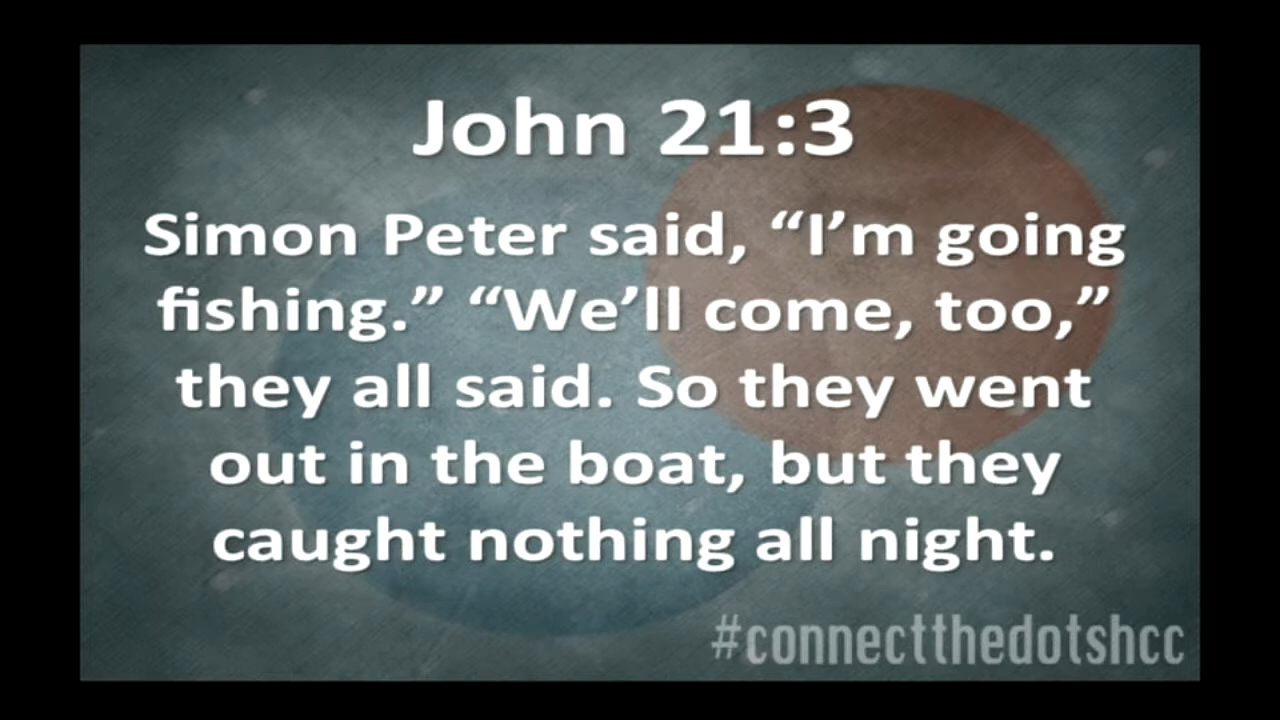 John 21:3
Simon Peter said, “I’m going
fishing.” “We’ll come, too,”
they all said. So they went
out in the boat, but they
caught nothing all night.
#connectthedotshcc